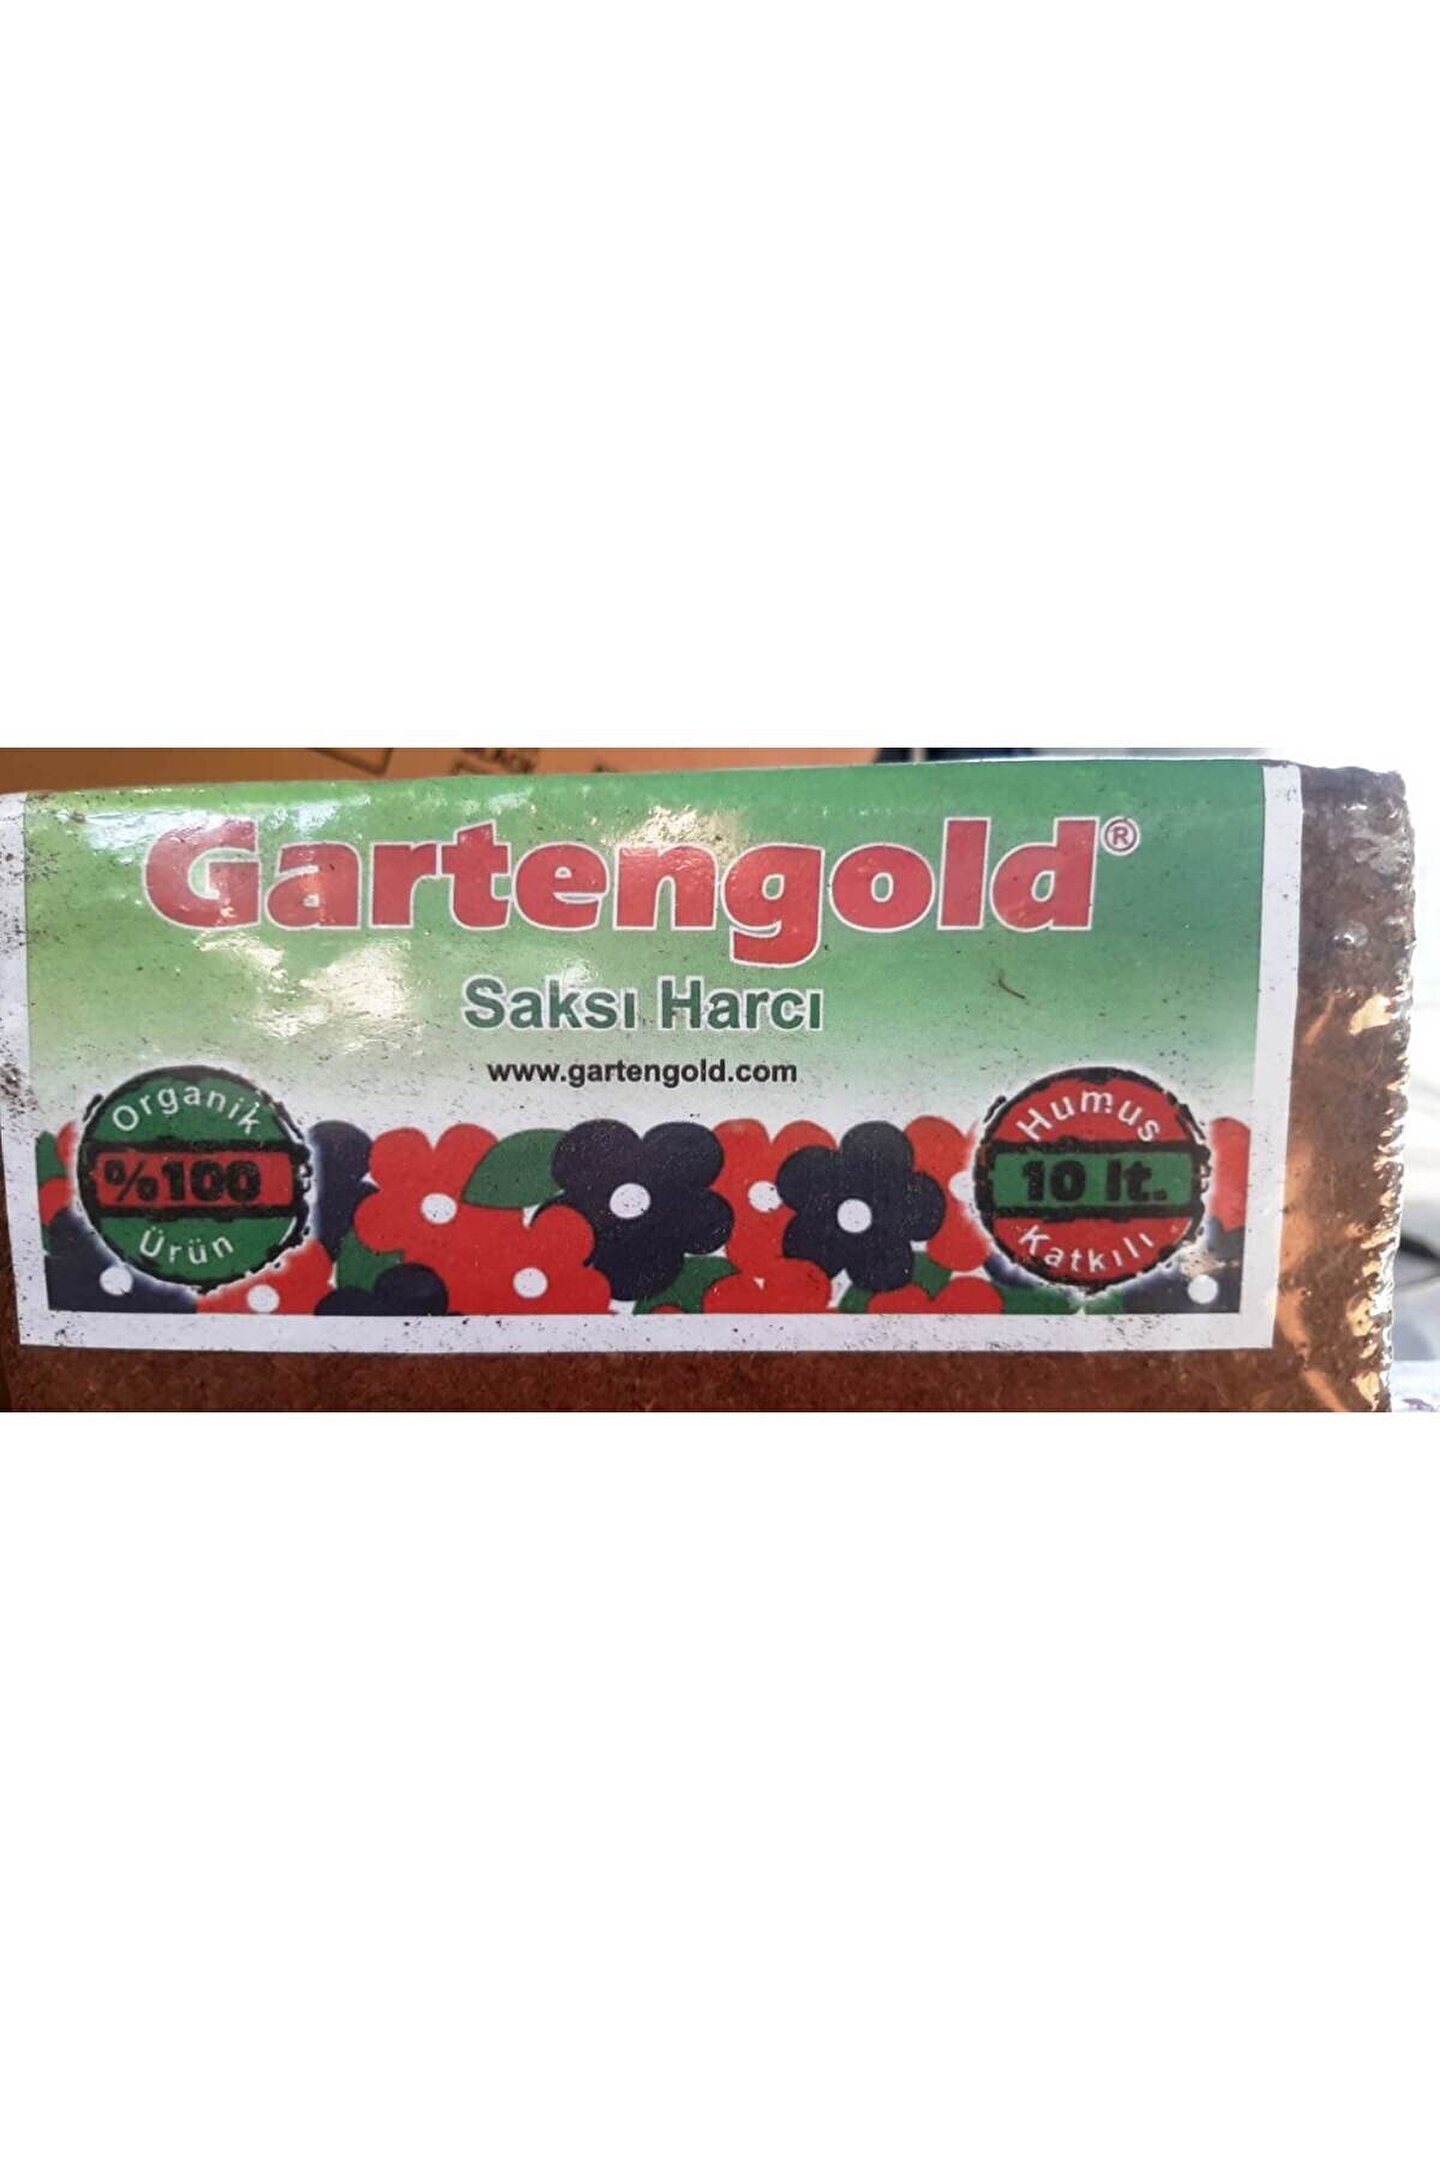 Gartengold®
Saksı Harcı
www.gartengold.com
Organik
%100
Ürün
Humus
10 lt.
Katkılı